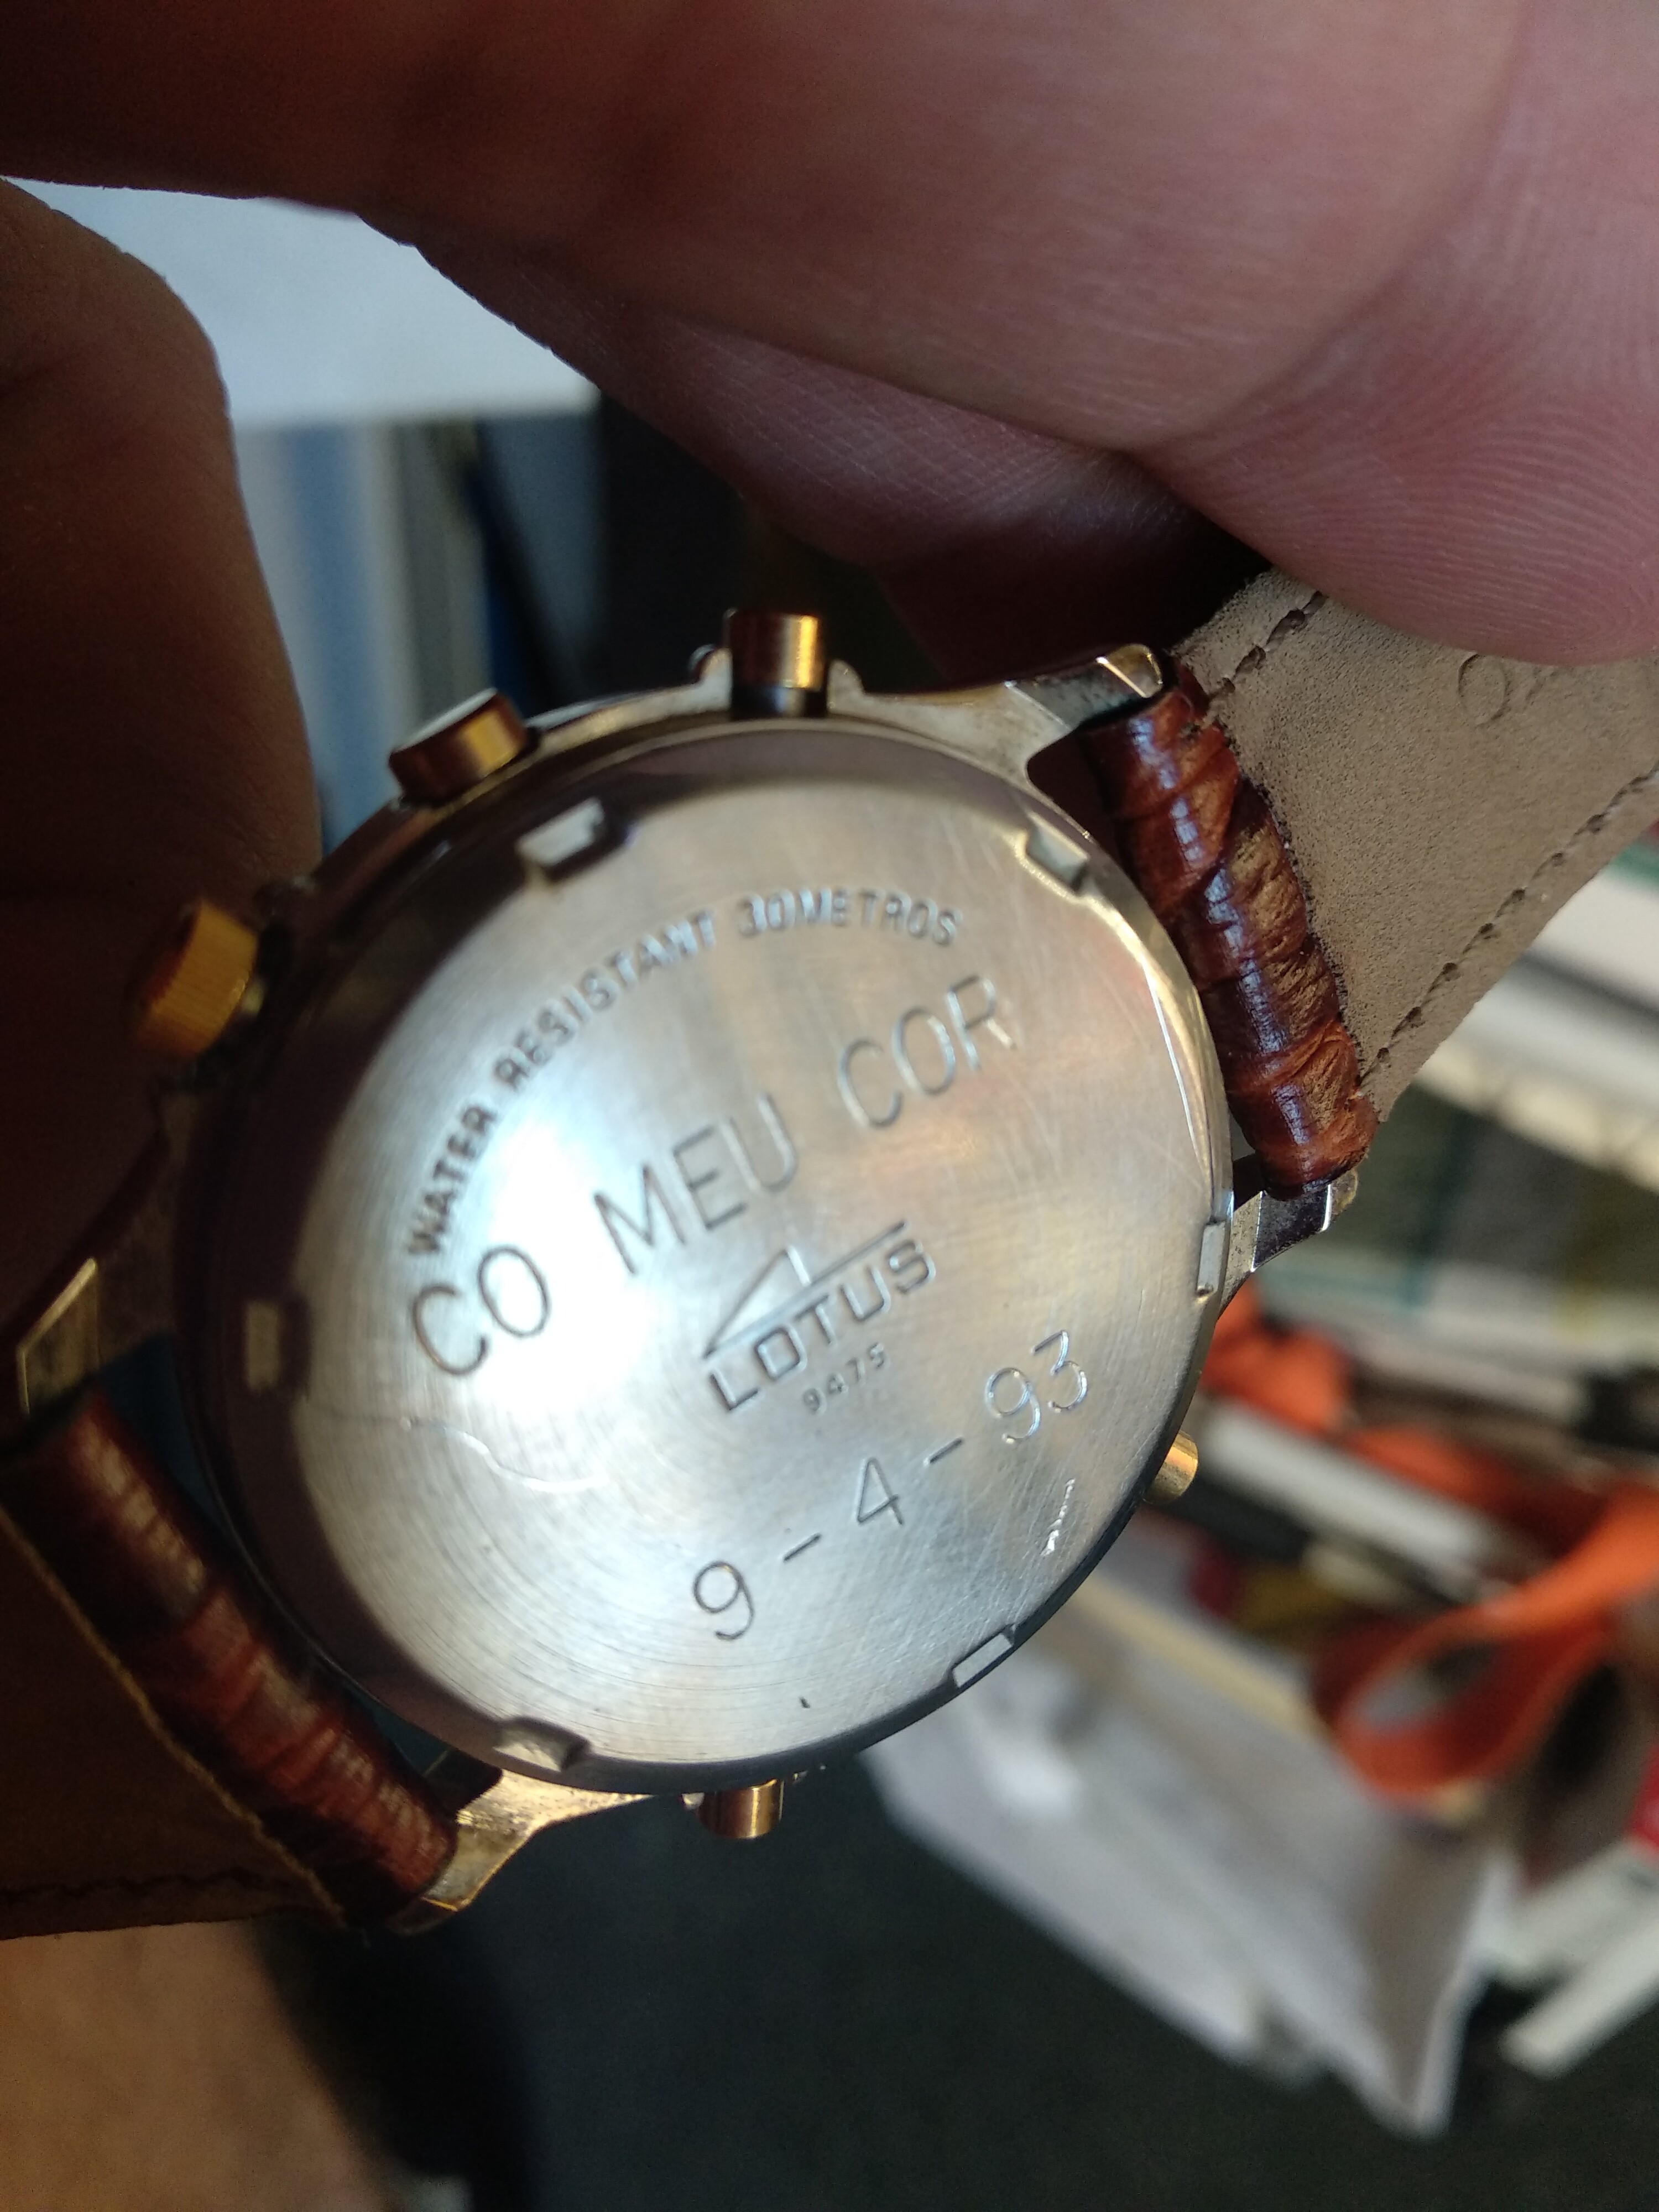 WATER RESISTANT 30METROS
CO MEU COR
LOTUS
9475
9-4-93